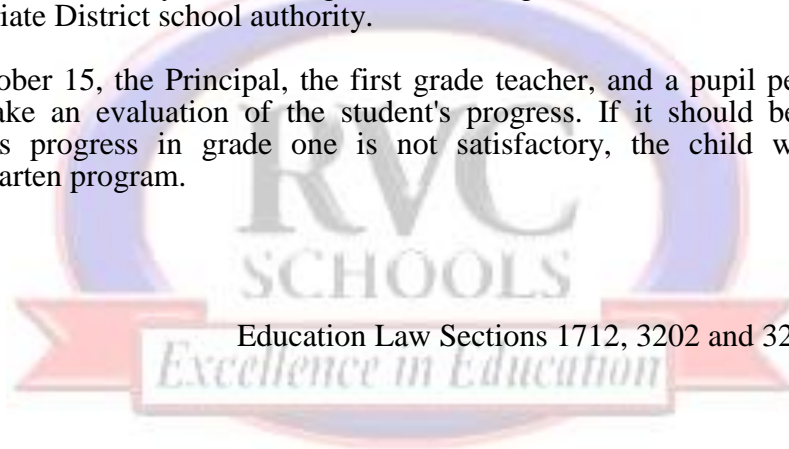 iate District school authority.
ober 15, the Principal, the first grade teacher, and a pupil pe
ake an evaluation of the student's progress. If it should be
s progress in grade one is not satisfactory, the child w
arten program.
RVC
SCHOOLS
Education Law Sections 1712, 3202 and 32
Excellence in Education